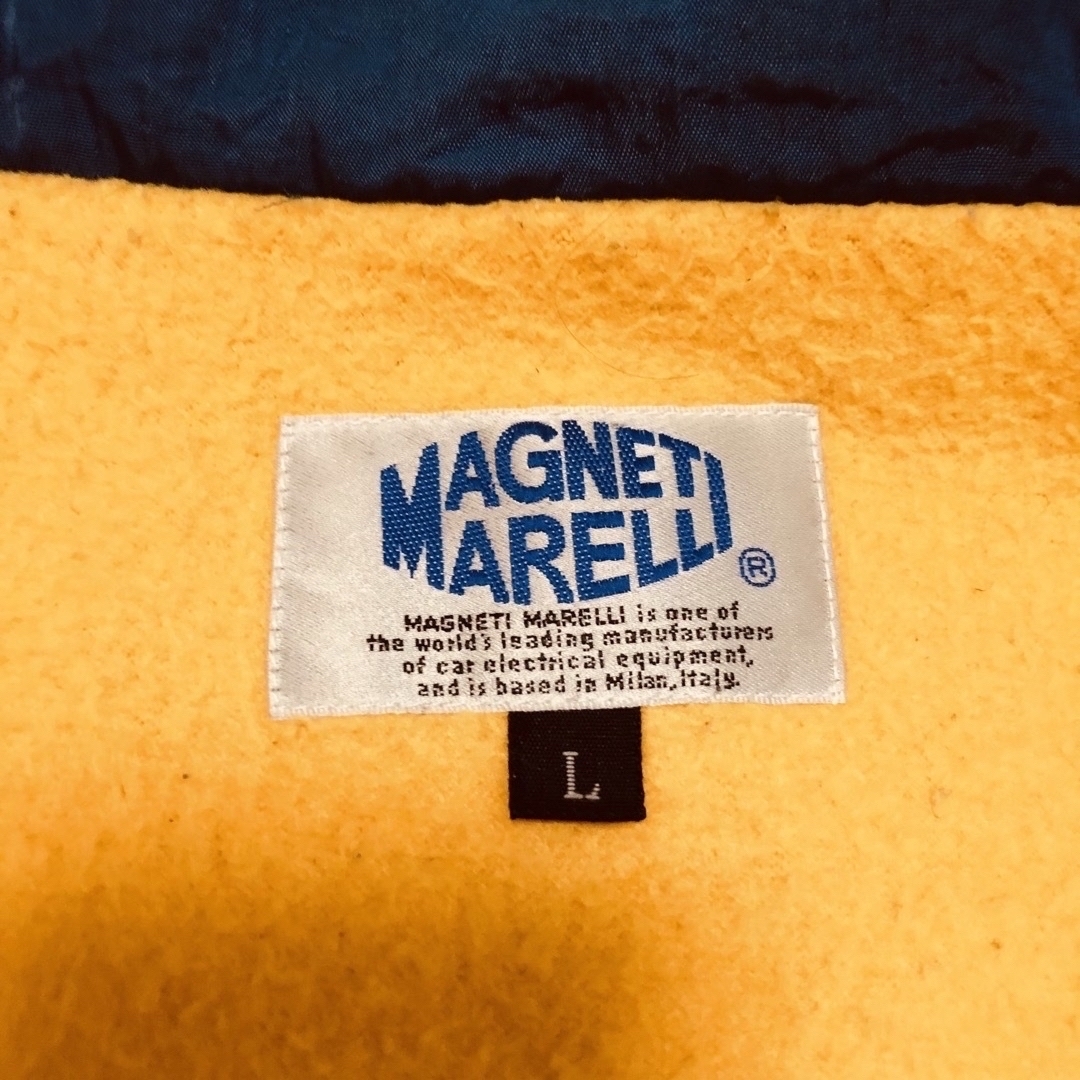 MAGNETI
MARELLI ®
MAGNETI MARELLI is one of
the world's leading manufacturers
of car electrical equipment,
and is based in Milan, Italy.
L